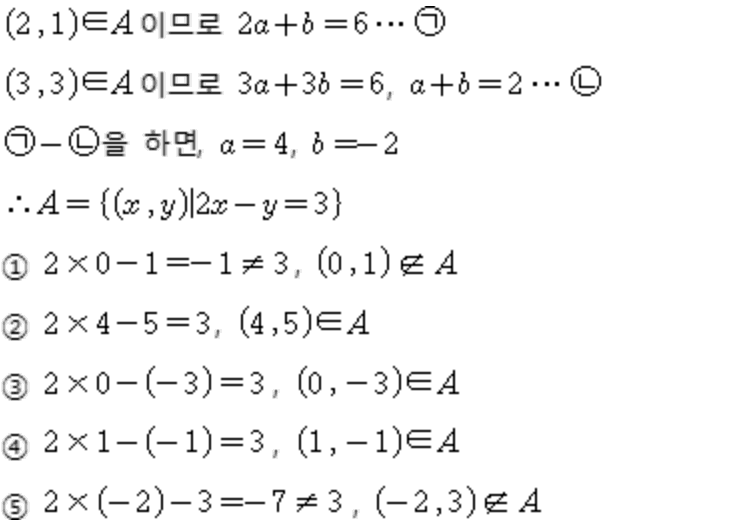 (2,1)∈A 이므로 2a+b=6⋯ ㉠
(3,3)∈A 이므로 3a+3b=6, a+b=2⋯ ㉡
㉠-㉡을 하면, a=4, b=-2
∴A={(x,y)|2x-y=3}
① 2×0-1=-1≠3, (0,1)∉A
② 2×4-5=3, (4,5)∈A
③ 2×0-(-3)=3, (0,-3)∈A
④ 2×1-(-1)=3, (1,-1)∈A
⑤ 2×(-2)-3=-7≠3, (-2,3)∉A